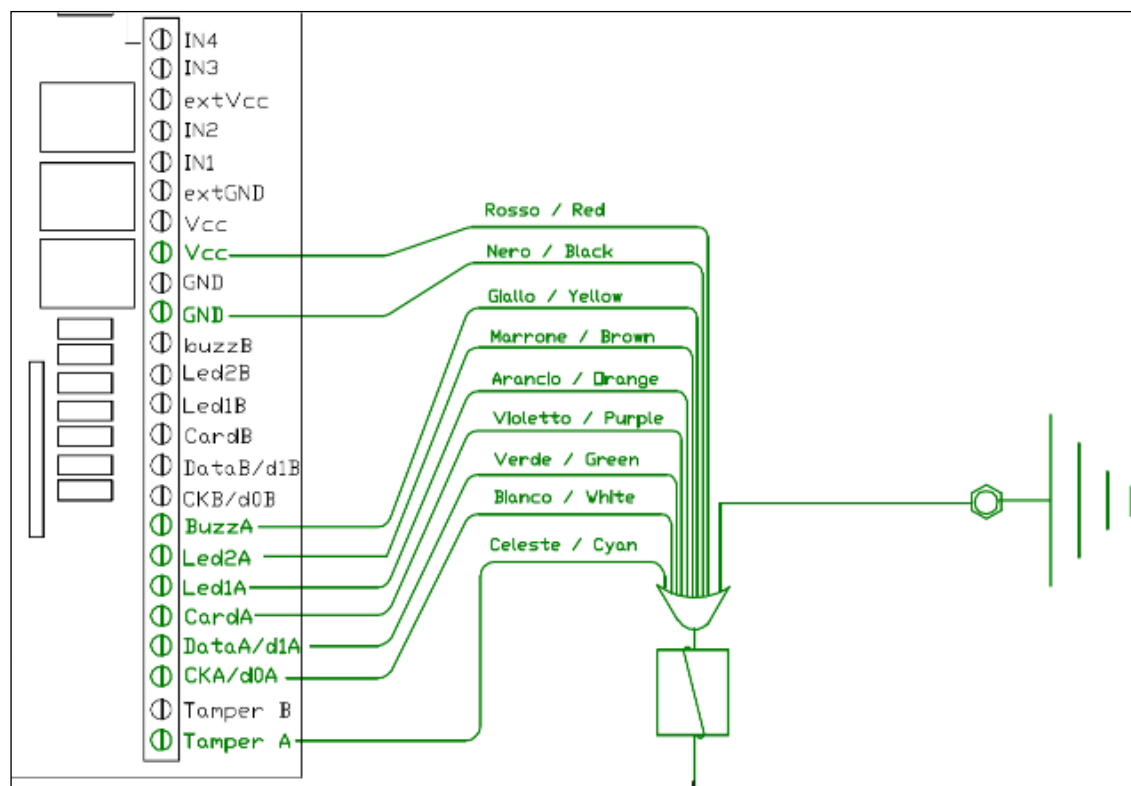 IN4
IN3
extVcc
IN2
IN1
extGND
Vcc
Vcc
GND
GND
buzzB
Led2B
Led1B
CardB
DataB/d1B
CKB/d0B
BuzzA
Led2A
Led1A
CardA
DataA/d1A
CKA/d0A
Tamper B
Tamper A
Rosso / Red
Nero / Black
Giallo / Yellow
Marrone / Brown
Arancio / Orange
Violetto / Purple
Verde / Green
Bianco / White
Celeste / Cyan